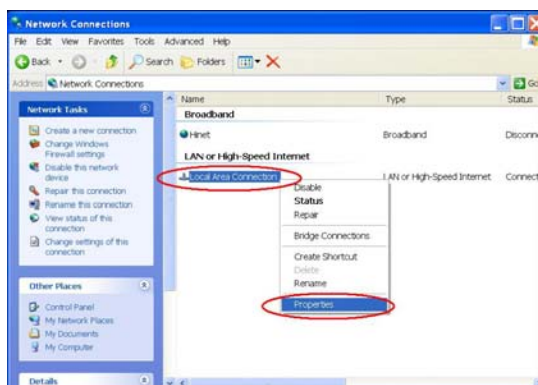 Network Connections
File Edit View Favorites Tools Advanced Help
Back Search Folders
Address Network Connections Go
Network Tasks
Create a new connection
Change Windows
Firewall settings
Disable this network
device
Repair this connection
Rename this connection
View status of this
connection
Change settings of this
connection
Other Places
Control Panel
My Network Places
My Documents
My Computer
Details
Name Type Status
Broadband
Hinet Broadband Disconn
LAN or High-Speed Internet
Local Area Connection LAN or High-Speed Internet Connect
Disable
Status
Repair
Bridge Connections
Create Shortcut
Delete
Rename
Properties